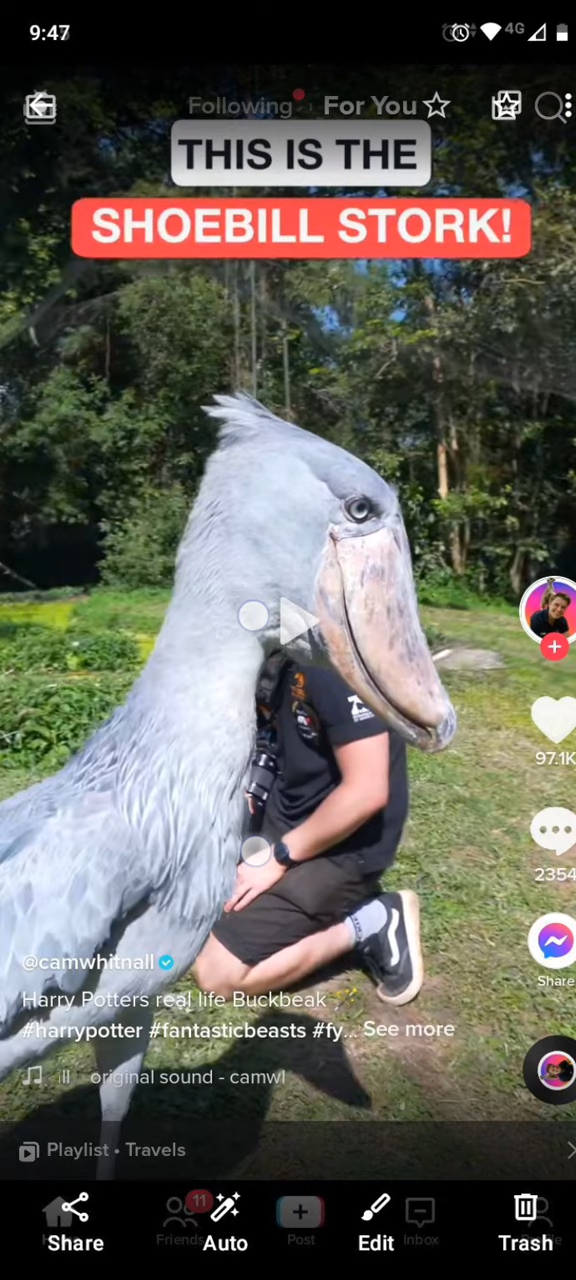 9:47
4G
Following
For You
THIS IS THE
SHOEBILL STORK!
97.1K
2354
Share
@camwhitnall
Harry Potters real life Buckbeak
#harrypotter #fantasticbeasts #fy... See more
original sound - camwl
Playlist • Travels
11
Friends
Post
Inbox
Share
Auto
Edit
Trash